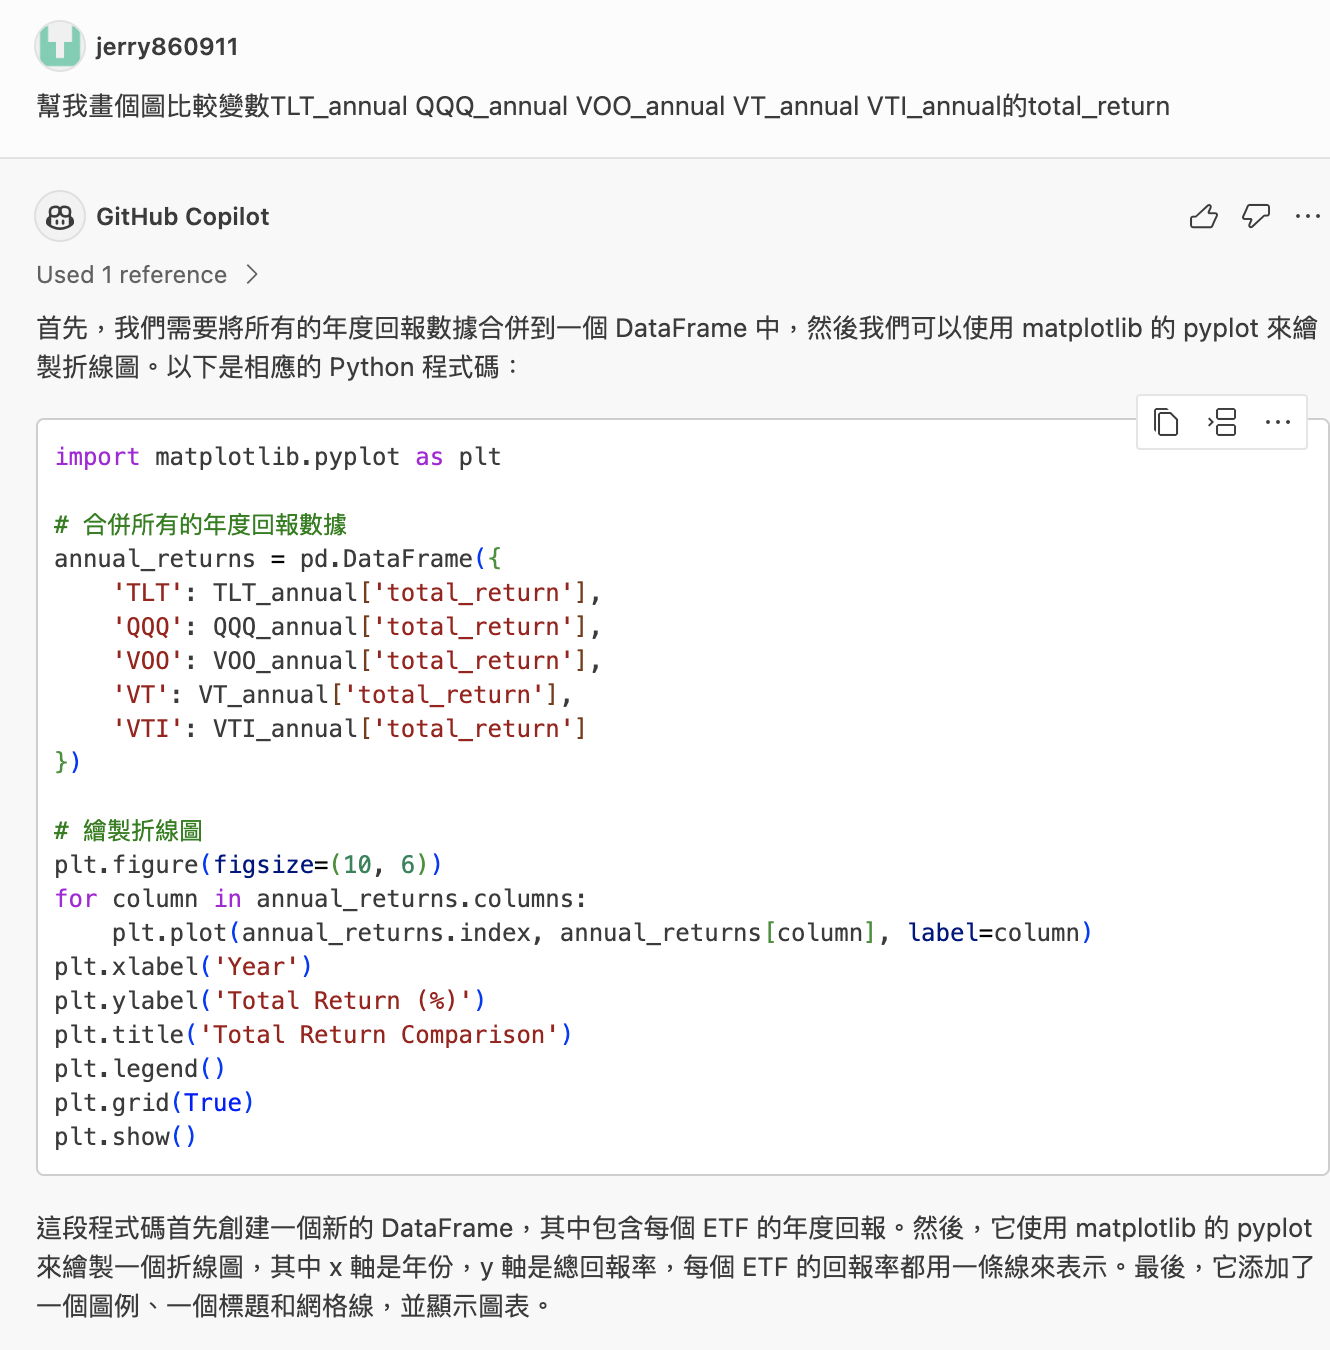 jerry860911
幫我畫個圖比較變數TLT_annual QQQ_annual VOO_annual VT_annual VTI_annual的total_return
GitHub Copilot
Used 1 reference
首先，我們需要將所有的年度回報數據合併到一個 DataFrame 中，然後我們可以使用 matplotlib 的 pyplot 來繪
製折線圖。以下是相應的 Python 程式碼：
import matplotlib.pyplot as plt
# 合併所有的年度回報數據
annual_returns = pd.DataFrame({
    'TLT': TLT_annual['total_return'],
    'QQQ': QQQ_annual['total_return'],
    'VOO': VOO_annual['total_return'],
    'VT': VT_annual['total_return'],
    'VTI': VTI_annual['total_return']
})
# 繪製折線圖
plt.figure(figsize=(10, 6))
for column in annual_returns.columns:
    plt.plot(annual_returns.index, annual_returns[column], label=column)
plt.xlabel('Year')
plt.ylabel('Total Return (%)')
plt.title('Total Return Comparison')
plt.legend()
plt.grid(True)
plt.show()
這段程式碼首先創建一個新的 DataFrame，其中包含每個 ETF 的年度回報。然後，它使用 matplotlib 的 pyplot
來繪製一個折線圖，其中 x 軸是年份，y 軸是總回報率，每個 ETF 的回報率都用一條線來表示。最後，它添加了
一個圖例、一個標題和網格線，並顯示圖表。